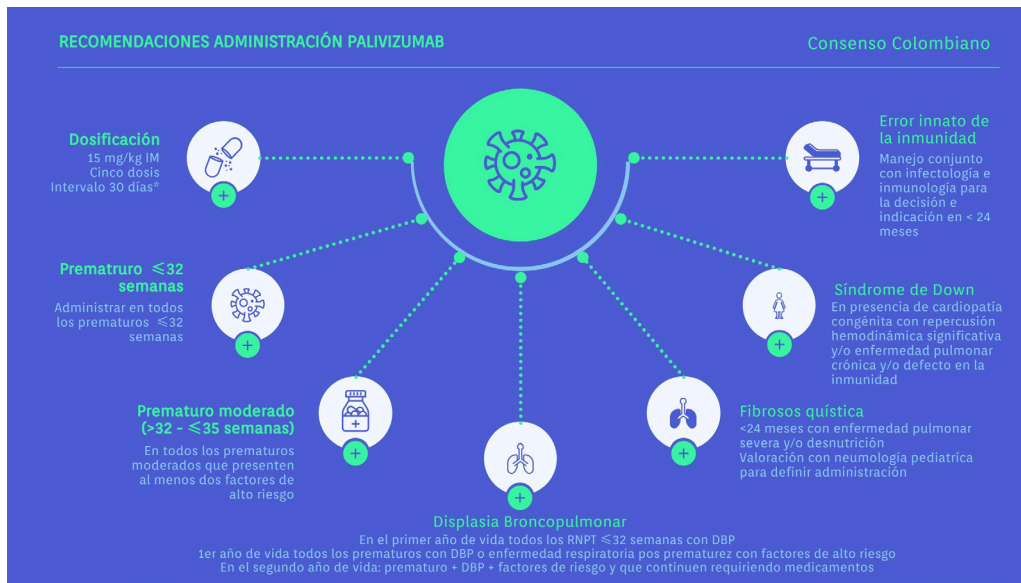 RECOMENDACIONES ADMINISTRACIÓN PALIVIZUMAB
Consenso Colombiano
Dosificación
15 mg/kg IM
Cinco dosis
Intervalo 30 días*
Prematruro ≤32
semanas
Administrar en todos
los prematuros ≤32
semanas
Prematuro moderado
(>32 - ≤35 semanas)
En todos los prematuros
moderados que presenten
al menos dos factores de
alto riesgo
Displasia Broncopulmonar
En el primer año de vida todos los RNPT ≤32 semanas con DBP
1er año de vida todos los prematuros con DBP o enfermedad respiratoria pos prematurez con factores de alto riesgo
En el segundo año de vida: prematuro + DBP + factores de riesgo y que continuen requiriendo medicamentos
Fibrosos quística
<24 meses con enfermedad pulmonar
severa y/o desnutrición
Valoración con neumología pediatríca
para definir administración
Síndrome de Down
En presencia de cardiopatía
congénita con repercusión
hemodinámica significativa
y/o enfermedad pulmonar
crónica y/o defecto en la
inmunidad
Error innato de
la inmunidad
Manejo conjunto
con infectología e
inmunología para
la decisión e
indicación en < 24
meses